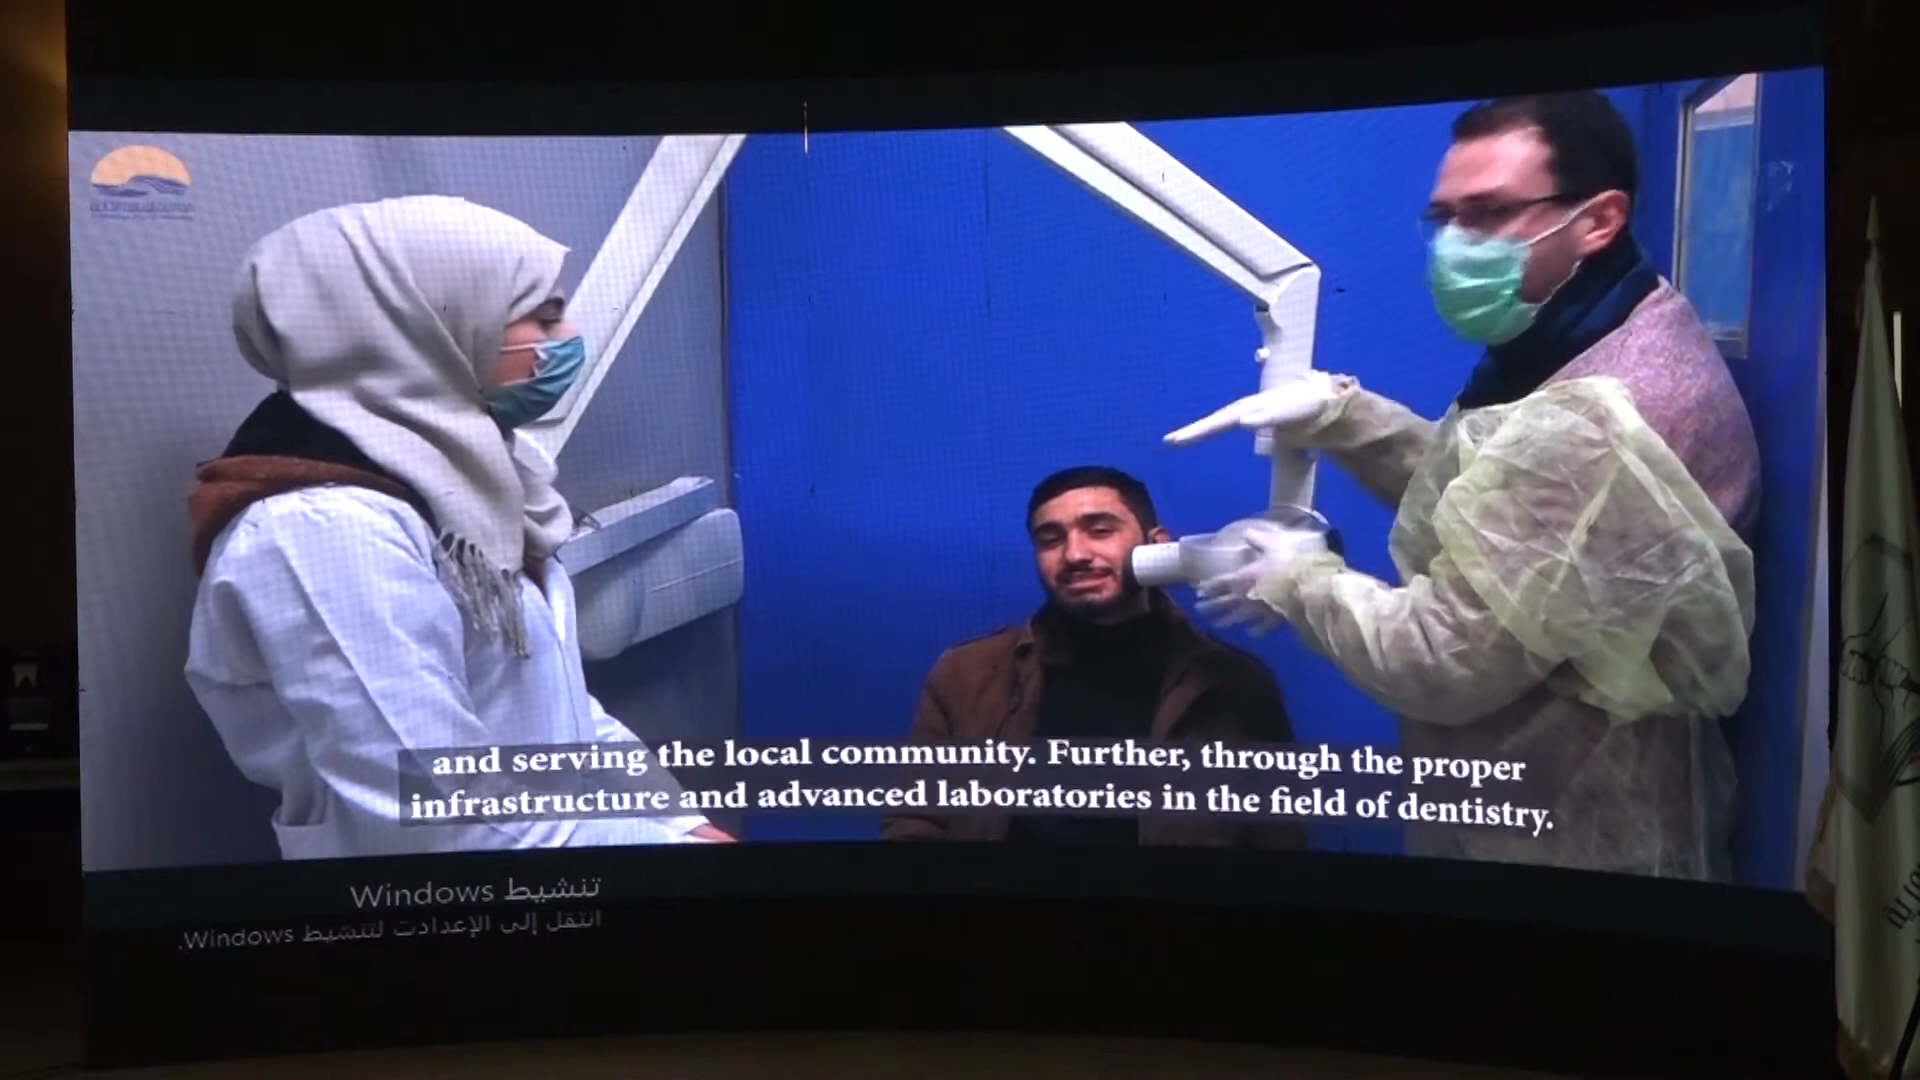 and serving the local community. Further, through the proper
infrastructure and advanced laboratories in the field of dentistry.
تنشيط Windows
انتقل إلى الإعدادت لتنشيط Windows.